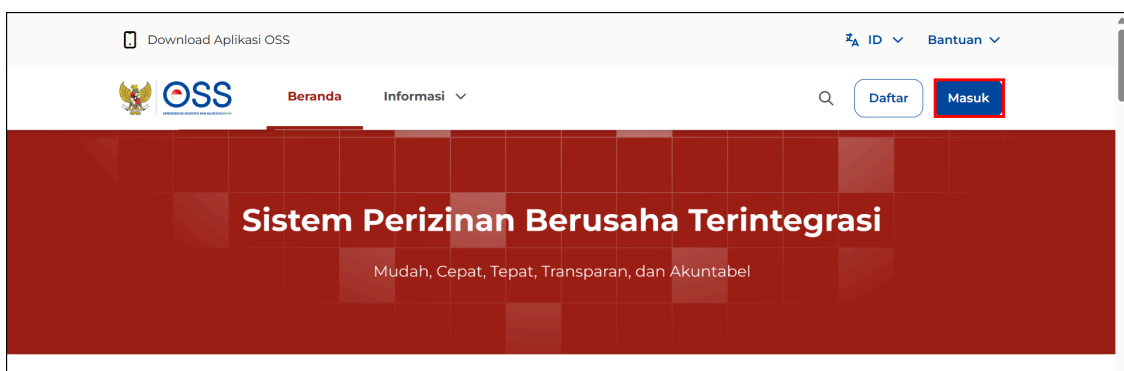 Download Aplikasi OSS
ID
Bantuan
OSS
Beranda
Informasi
Daftar
Masuk
Sistem Perizinan Berusaha Terintegrasi
Mudah, Cepat, Tepat, Transparan, dan Akuntabel